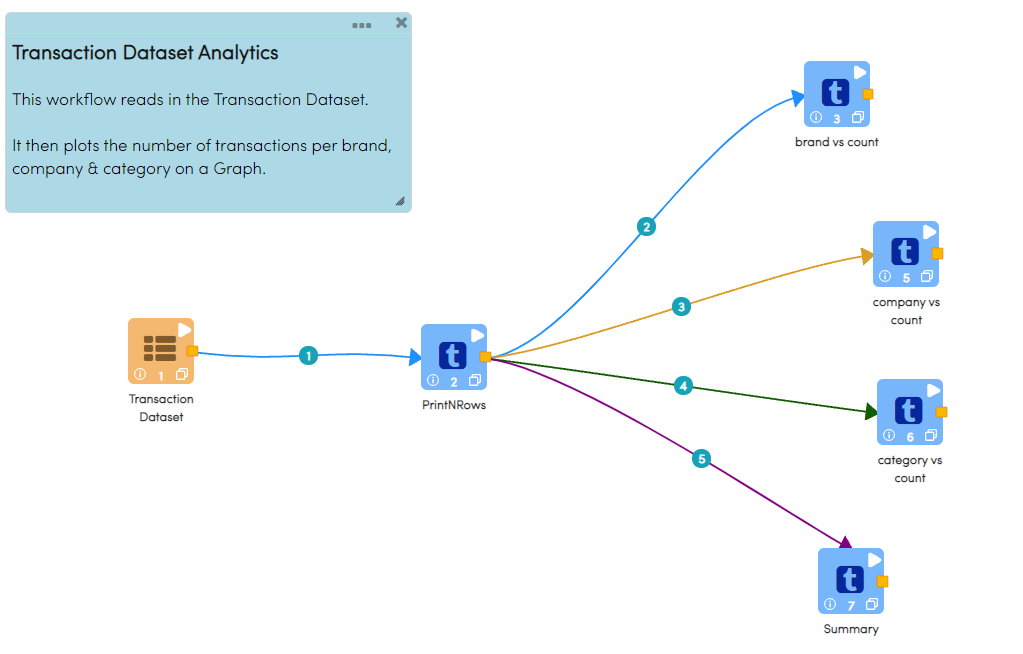 Transaction Dataset Analytics
This workflow reads in the Transaction Dataset.
It then plots the number of transactions per brand,
company & category on a Graph.
t
3
brand vs count
2
t
5
company vs
count
3
1
Transaction
Dataset
1
t
2
PrintNRows
4
t
6
category vs
count
5
t
7
Summary